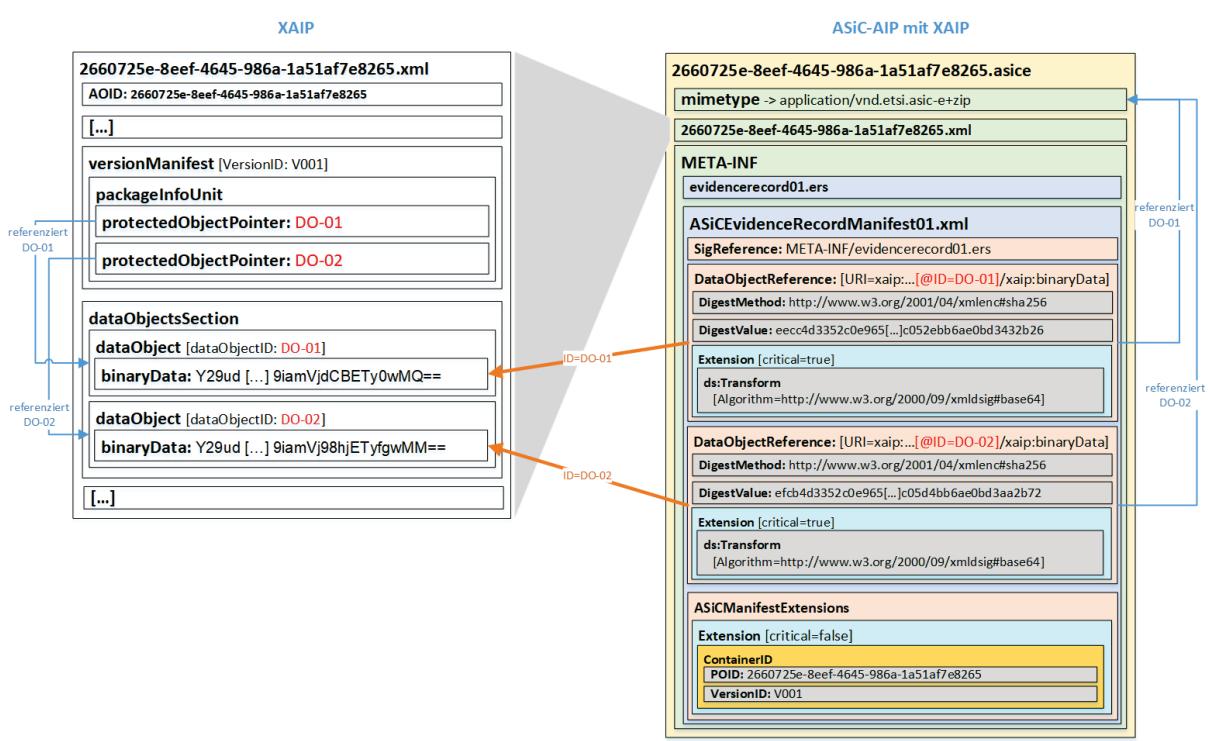 XAIP
2660725e-8eef-4645-986a-1a51af7e8265.xml
AOID: 2660725e-8eef-4645-986a-1a51af7e8265
[...]
versionManifest [VersionID: V001]
packageInfoUnit
protectedObjectPointer: DO-01
protectedObjectPointer: DO-02
referenziert
DO-01
referenziert
DO-02
dataObjectsSection
dataObject [dataObjectID: DO-01]
binaryData: Y29ud [...] 9iamVjdCBETy0wMQ==
dataObject [dataObjectID: DO-02]
binaryData: Y29ud [...] 9iamVj98hjETyfgwMM==
[...]
ID=DO-01
ID=DO-02
ASiC-AIP mit XAIP
2660725e-8eef-4645-986a-1a51af7e8265.asice
mimetype -> application/vnd.etsi.asic-e+zip
2660725e-8eef-4645-986a-1a51af7e8265.xml
META-INF
evidencerecord01.ers
ASiCEvidenceRecordManifest01.xml
SigReference: META-INF/evidencerecord01.ers
DataObjectReference: [URI=xaip:...[@ID=DO-01]/xaip:binaryData]
DigestMethod: http://www.w3.org/2001/04/xmlenc#sha256
DigestValue: eecc4d3352c0e965[...]c052ebb6ae0bd3432b26
Extension [critical=true]
ds:Transform
[Algorithm=http://www.w3.org/2000/09/xmldsig#base64]
DataObjectReference: [URI=xaip:...[@ID=DO-02]/xaip:binaryData]
DigestMethod: http://www.w3.org/2001/04/xmlenc#sha256
DigestValue: efcb4d3352c0e965[...]c05d4bb6ae0bd3aa2b72
Extension [critical=true]
ds:Transform
[Algorithm=http://www.w3.org/2000/09/xmldsig#base64]
ASiCManifestExtensions
Extension [critical=false]
ContainerID
POID: 2660725e-8eef-4645-986a-1a51af7e8265
VersionID: V001
referenziert
DO-01
referenziert
DO-02